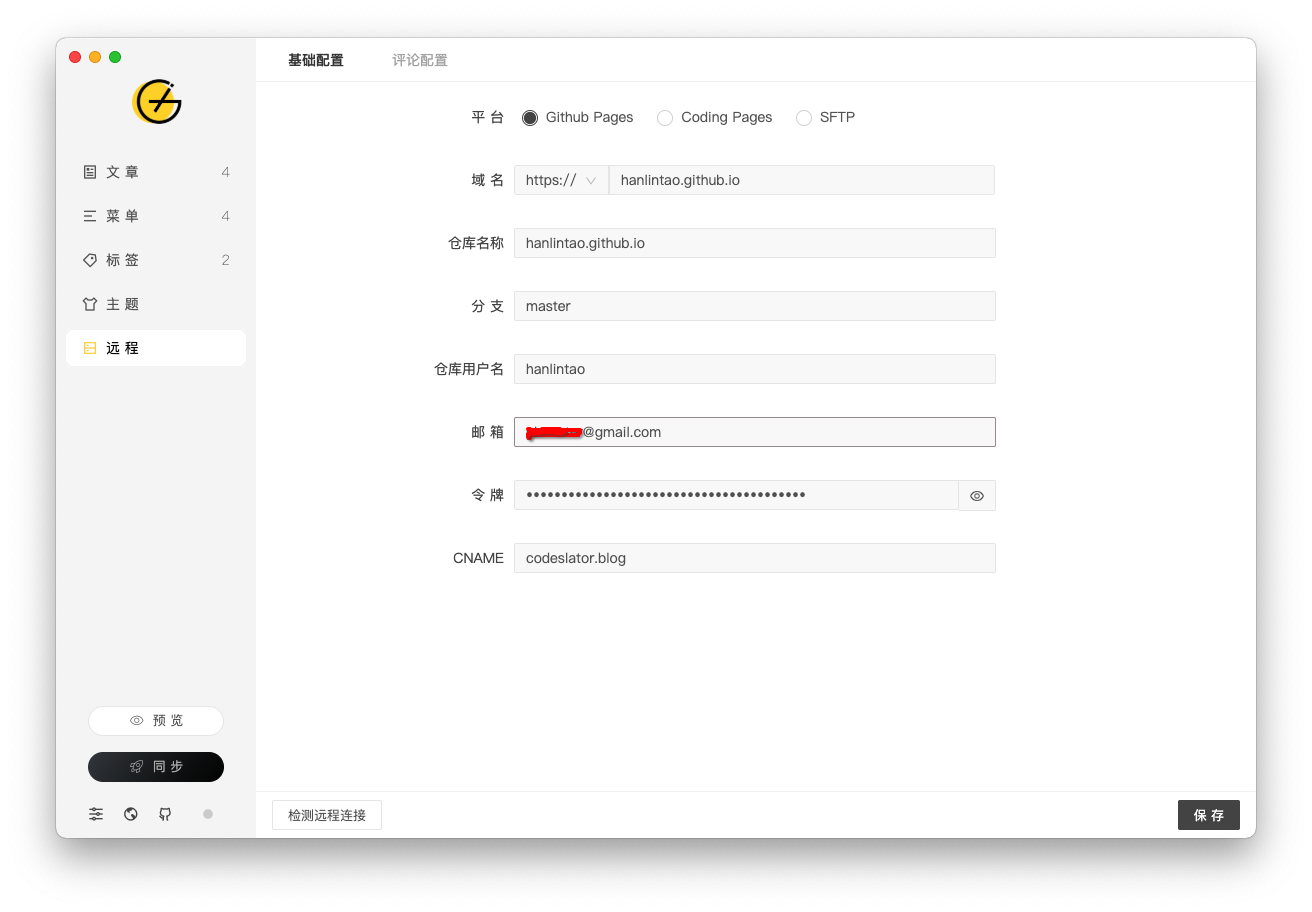 基础配置 评论配置
文章 4
菜单 4
标签 2
主题
远程
预览
同步
平台 Github Pages Coding Pages SFTP
域名 https:// hanlintao.github.io
仓库名称 hanlintao.github.io
分支 master
仓库用户名 hanlintao
邮箱 @gmail.com
令牌 ••••••••••••••••••••••••••••••••••••••••
CNAME codeslator.blog
检测远程连接 保存